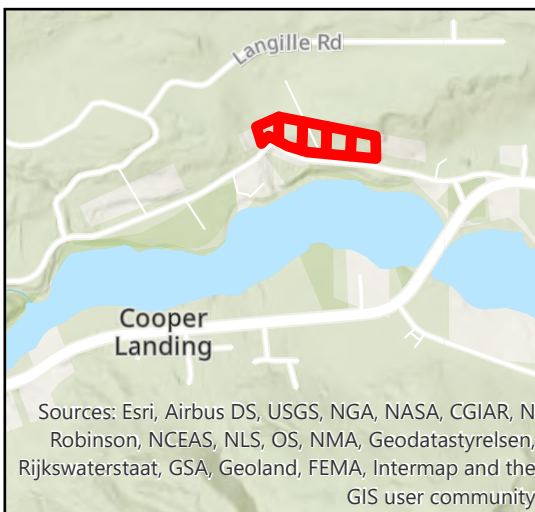 Langille Rd
Cooper
Landing
Sources: Esri, Airbus DS, USGS, NGA, NASA, CGIAR, N
Robinson, NCEAS, NLS, OS, NMA, Geodatastyrelsen,
Rijkswaterstaat, GSA, Geoland, FEMA, Intermap and the
GIS user community